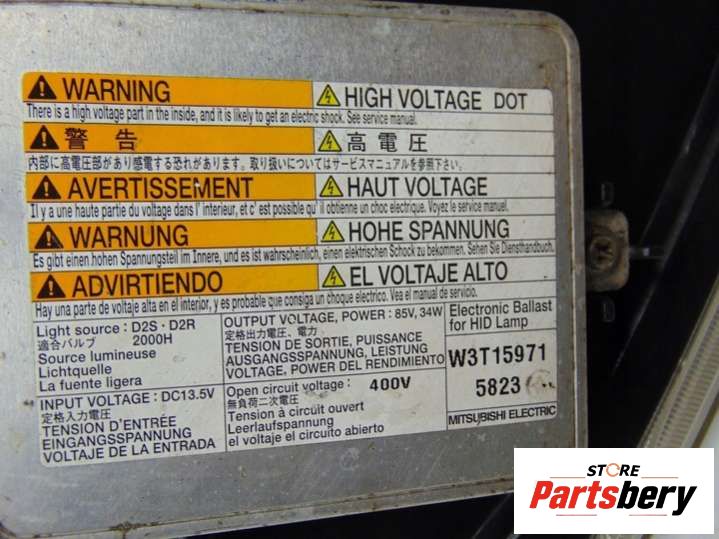 WARNING HIGH VOLTAGE DOT
There is a high voltage part in the inside, and it is likely to get an electric shock. See service manual.
警告 高電圧
内部に高電圧部があり感電する恐れがあります。取り扱いについてはサービスマニュアルを参照下さい。
AVERTISSEMENT HAUT VOLTAGE
Il y a une haute partie du voltage dans l' interieur, et c' est possible qu' il obtienne un choc electrique. Voyez le service manuel.
WARNUNG HOHE SPANNUNG
Es gibt einen hohen Spannungsteil im Innere, und es ist wahrscheinlich, einen elektrischen Schock zu bekommen. Sehen Sie Diensthandbuch.
ADVIRTIENDO EL VOLTAJE ALTO
Hay una parte de voltaje alta en el interior, y es probable que consiga un choque electrico. Vea el manual de servicio.
Light source : D2S · D2R
適合バルブ 2000H
Source lumineuse
Lichtquelle
La fuente ligera
INPUT VOLTAGE: DC13.5V
定格入力電圧
TENSION D'ENTRÉE
EINGANGSSPANNUNG
VOLTAJE DE LA ENTRADA
OUTPUT VOLTAGE, POWER: 85V, 34W
定格出力電圧、電力
TENSION DE SORTIE, PUISSANCE
AUSGANGSSPANNUNG, LEISTUNG
VOLTAJE, POWER DEL RENDIMIENTO
Open circuit voltage: 400V
無負荷二次電圧
Tension à circuit ouvert
Leerlaufspannung
el voltaje el circuito abierto
Electronic Ballast
for HID Lamp
W3T15971
5823
MITSUBISHI ELECTRIC
STORE
Partsbery